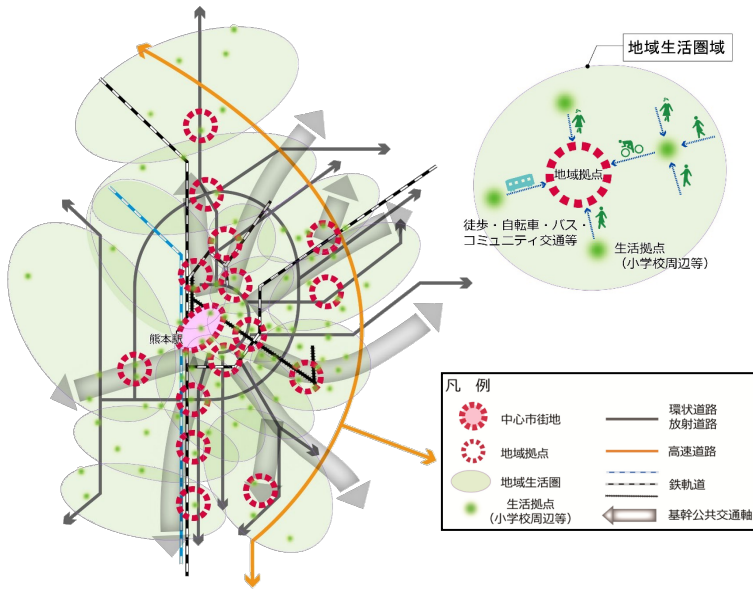 地域生活圏域
地域拠点
徒歩・自転車・バス・
コミュニティ交通等
生活拠点
（小学校周辺等）
熊本駅
凡　例
中心市街地
地域拠点
地域生活圏
生活拠点
（小学校周辺等）
環状道路
放射道路
高速道路
鉄軌道
基幹公共交通軸